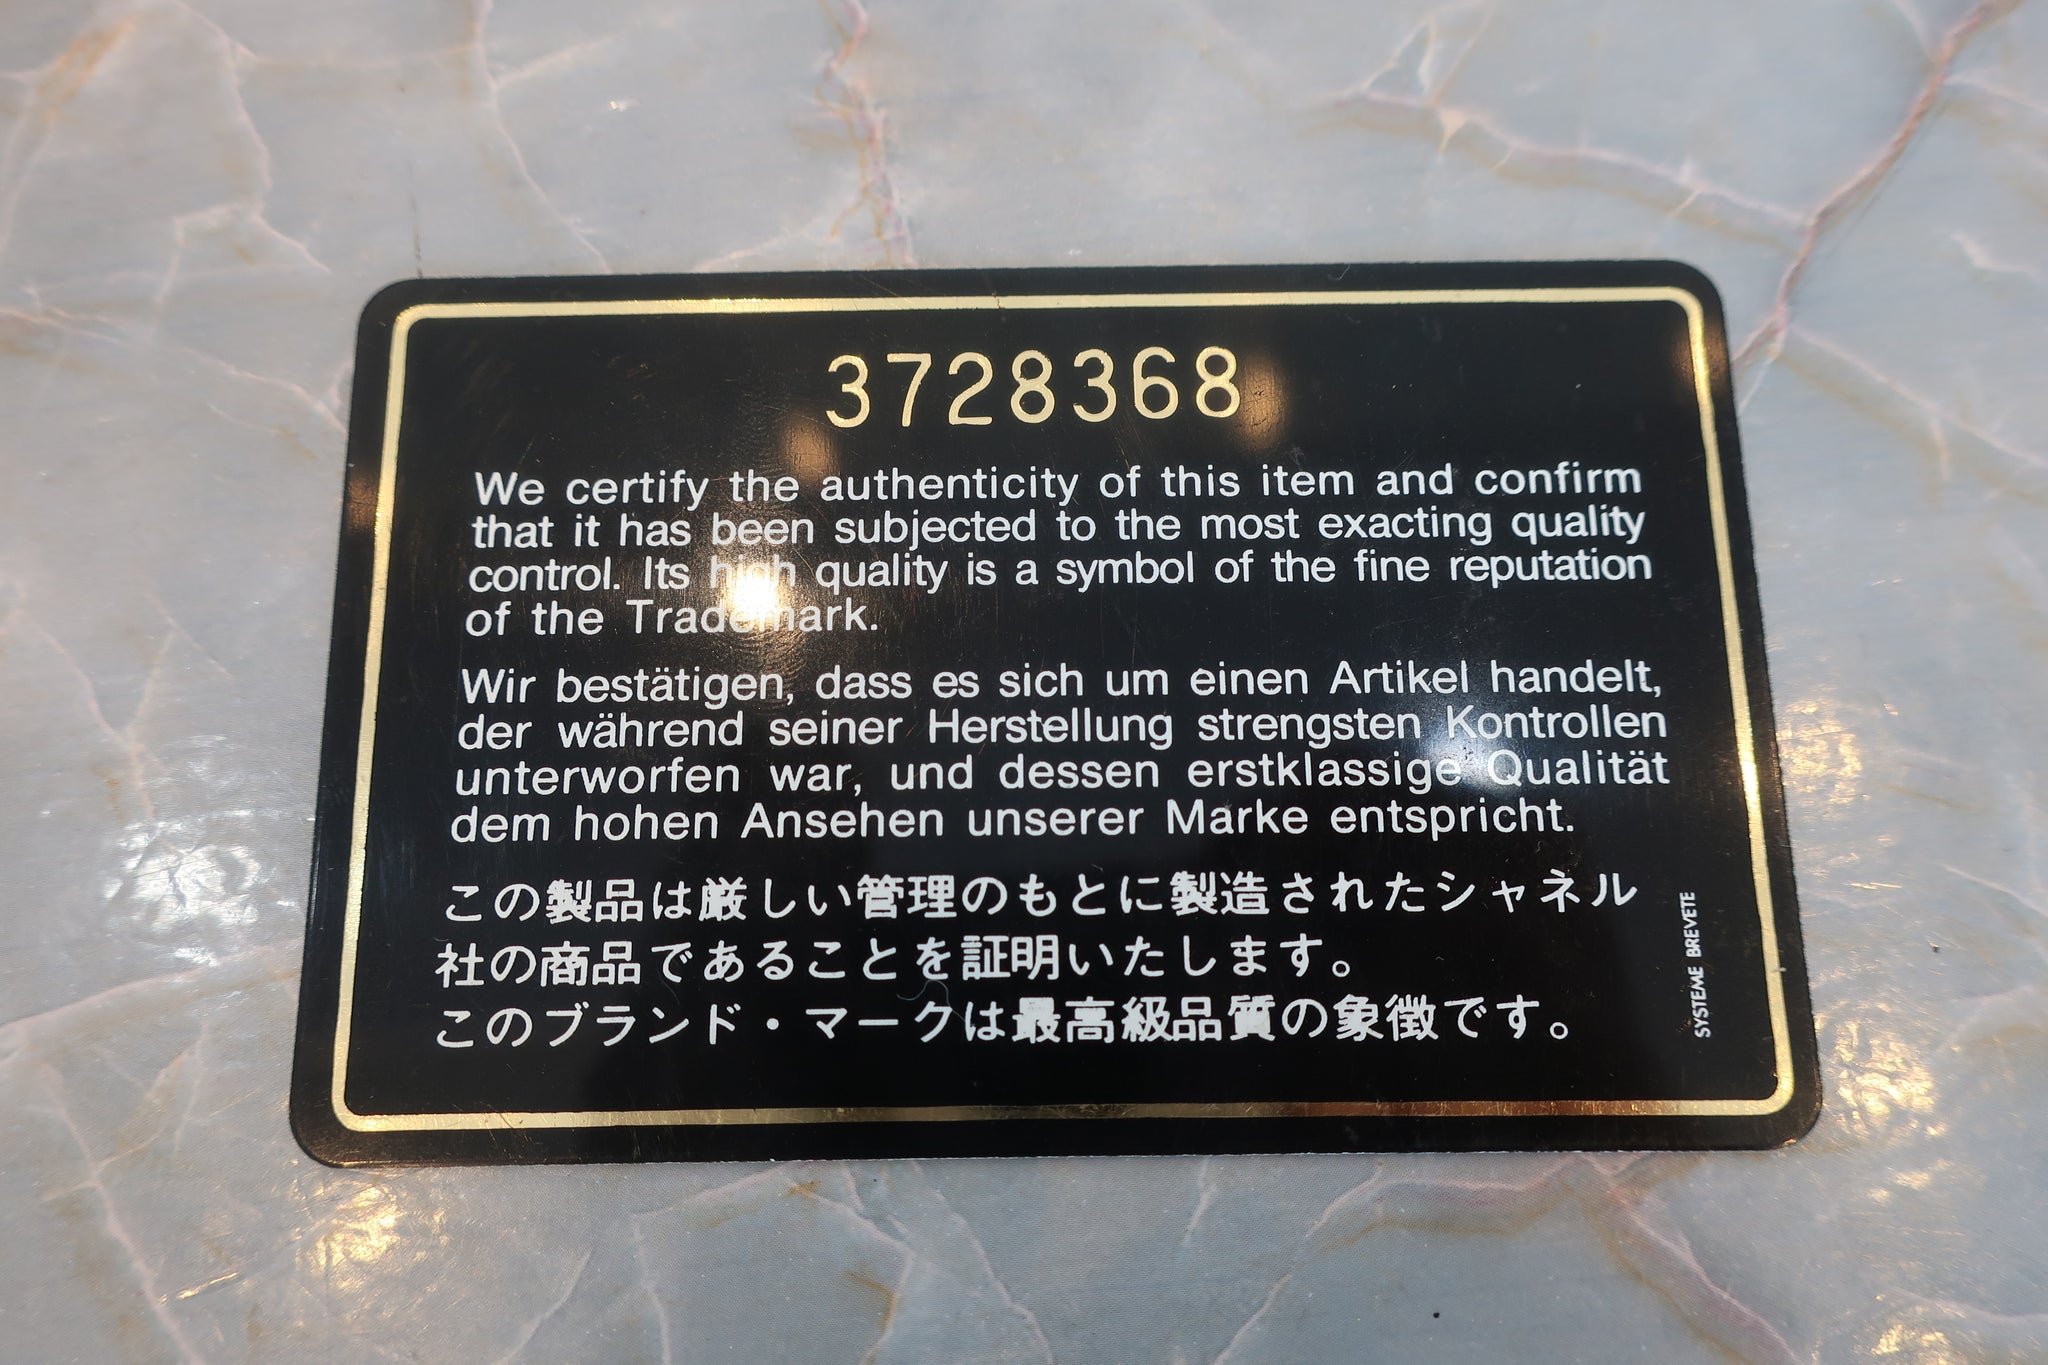 3728368
We certify the authenticity of this item and confirm
that it has been subjected to the most exacting quality
control. Its high quality is a symbol of the fine reputation
of the Trademark.
Wir bestätigen, dass es sich um einen Artikel handelt,
der während seiner Herstellung strengsten Kontrollen
unterworfen war, und dessen erstklassige Qualität
dem hohen Ansehen unserer Marke entspricht.
この製品は厳しい管理のもとに製造されたシャネル
社の商品であることを証明いたします。
このブランド・マークは最高級品質の象徴です。
SYSTEME BREVETE